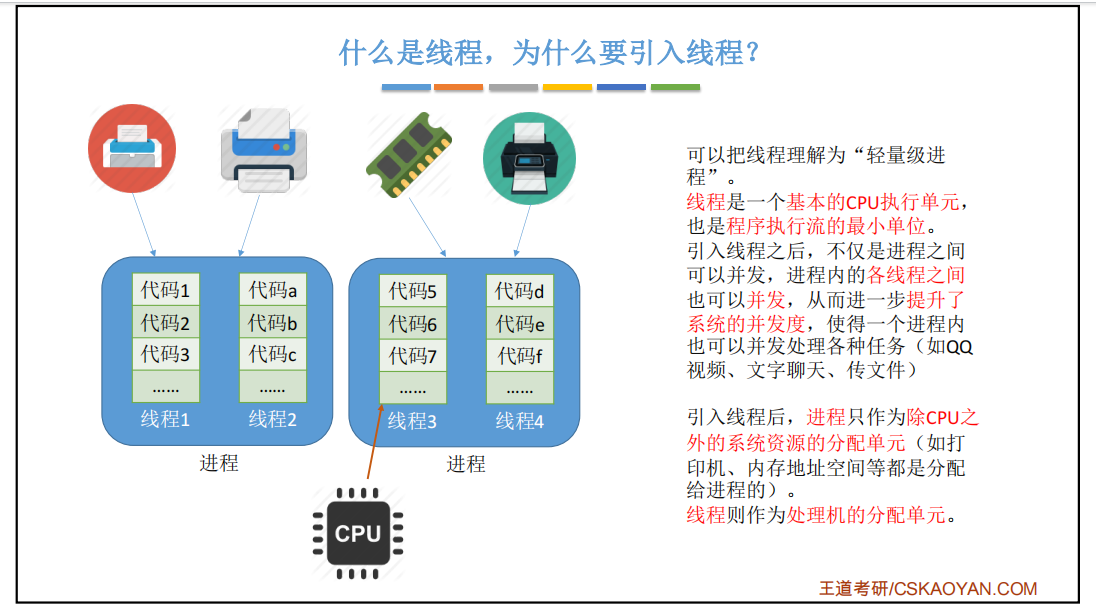 什么是线程，为什么要引入线程？
代码1
代码2
代码3
……
线程1
代码a
代码b
代码c
……
线程2
进程
代码5
代码6
代码7
……
线程3
代码d
代码e
代码f
……
线程4
进程
CPU
可以把线程理解为“轻量级进
程”。
线程是一个基本的CPU执行单元，
也是程序执行流的最小单位。
引入线程之后，不仅是进程之间
可以并发，进程内的各线程之间
也可以并发，从而进一步提升了
系统的并发度，使得一个进程内
也可以并发处理各种任务（如QQ
视频、文字聊天、传文件）
引入线程后，进程只作为除CPU之
外的系统资源的分配单元（如打
印机、内存地址空间等都是分配
给进程的）。
线程则作为处理机的分配单元。
王道考研/CSKAOYAN.COM